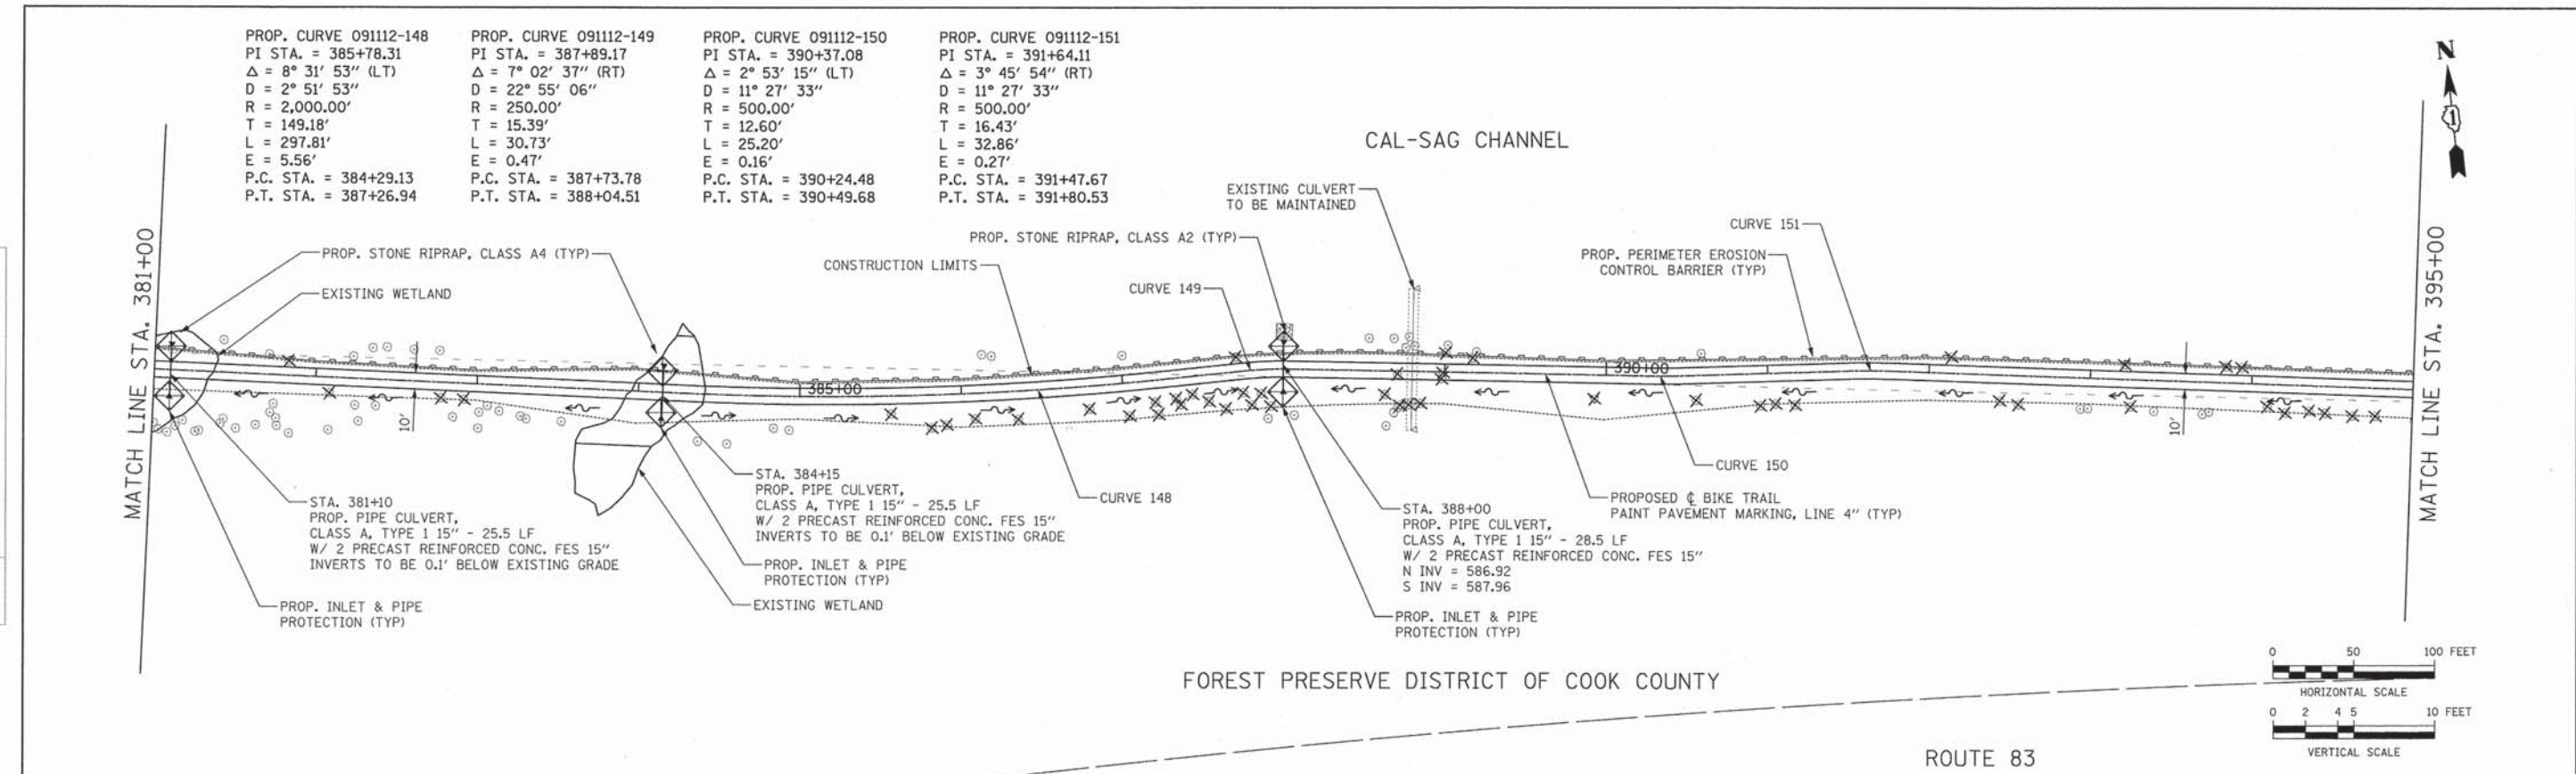 PROP. CURVE 091112-148
PI STA. = 385+78.31
Δ = 8° 31' 53" (LT)
D = 2° 51' 53"
R = 2,000.00'
T = 149.18'
L = 297.81'
E = 5.56'
P.C. STA. = 384+29.13
P.T. STA. = 387+26.94
PROP. CURVE 091112-149
PI STA. = 387+89.17
Δ = 7° 02' 37" (RT)
D = 22° 55' 06"
R = 250.00'
T = 15.39'
L = 30.73'
E = 0.47'
P.C. STA. = 387+73.78
P.T. STA. = 388+04.51
PROP. CURVE 091112-150
PI STA. = 390+37.08
Δ = 2° 53' 15" (LT)
D = 11° 27' 33"
R = 500.00'
T = 12.60'
L = 25.20'
E = 0.16'
P.C. STA. = 390+24.48
P.T. STA. = 390+49.68
PROP. CURVE 091112-151
PI STA. = 391+64.11
Δ = 3° 45' 54" (RT)
D = 11° 27' 33"
R = 500.00'
T = 16.43'
L = 32.86'
E = 0.27'
P.C. STA. = 391+47.67
P.T. STA. = 391+80.53
N
1
CAL-SAG CHANNEL
EXISTING CULVERT
TO BE MAINTAINED
MATCH LINE STA. 381+00
PROP. STONE RIPRAP, CLASS A4 (TYP)
EXISTING WETLAND
CONSTRUCTION LIMITS
PROP. STONE RIPRAP, CLASS A2 (TYP)
CURVE 149
CURVE 151
PROP. PERIMETER EROSION
CONTROL BARRIER (TYP)
MATCH LINE STA. 395+00
385+00
390+00
10'
10'
STA. 381+10
PROP. PIPE CULVERT,
CLASS A, TYPE 1 15" - 25.5 LF
W/ 2 PRECAST REINFORCED CONC. FES 15"
INVERTS TO BE 0.1' BELOW EXISTING GRADE
PROP. INLET & PIPE
PROTECTION (TYP)
STA. 384+15
PROP. PIPE CULVERT,
CLASS A, TYPE 1 15" - 25.5 LF
W/ 2 PRECAST REINFORCED CONC. FES 15"
INVERTS TO BE 0.1' BELOW EXISTING GRADE
PROP. INLET & PIPE
PROTECTION (TYP)
EXISTING WETLAND
CURVE 148
STA. 388+00
PROP. PIPE CULVERT,
CLASS A, TYPE 1 15" - 28.5 LF
W/ 2 PRECAST REINFORCED CONC. FES 15"
N INV = 586.92
S INV = 587.96
PROP. INLET & PIPE
PROTECTION (TYP)
CURVE 150
PROPOSED ℄ BIKE TRAIL
PAINT PAVEMENT MARKING, LINE 4" (TYP)
FOREST PRESERVE DISTRICT OF COOK COUNTY
ROUTE 83
0 50 100 FEET
HORIZONTAL SCALE
0 2 4 5 10 FEET
VERTICAL SCALE